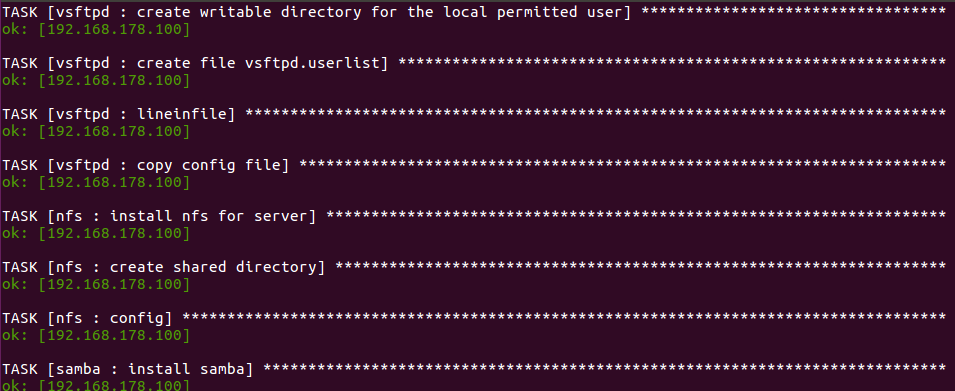 TASK [vsftpd : create writable directory for the local permitted user] **********************************
ok: [192.168.178.100]
TASK [vsftpd : create file vsftpd.userlist] *************************************************************
ok: [192.168.178.100]
TASK [vsftpd : lineinfile] ******************************************************************************
ok: [192.168.178.100]
TASK [vsftpd : copy config file] ************************************************************************
ok: [192.168.178.100]
TASK [nfs : install nfs for server] *********************************************************************
ok: [192.168.178.100]
TASK [nfs : create shared directory] ********************************************************************
ok: [192.168.178.100]
TASK [nfs : config] *************************************************************************************
ok: [192.168.178.100]
TASK [samba : install samba] ****************************************************************************
ok: [192.168.178.100]